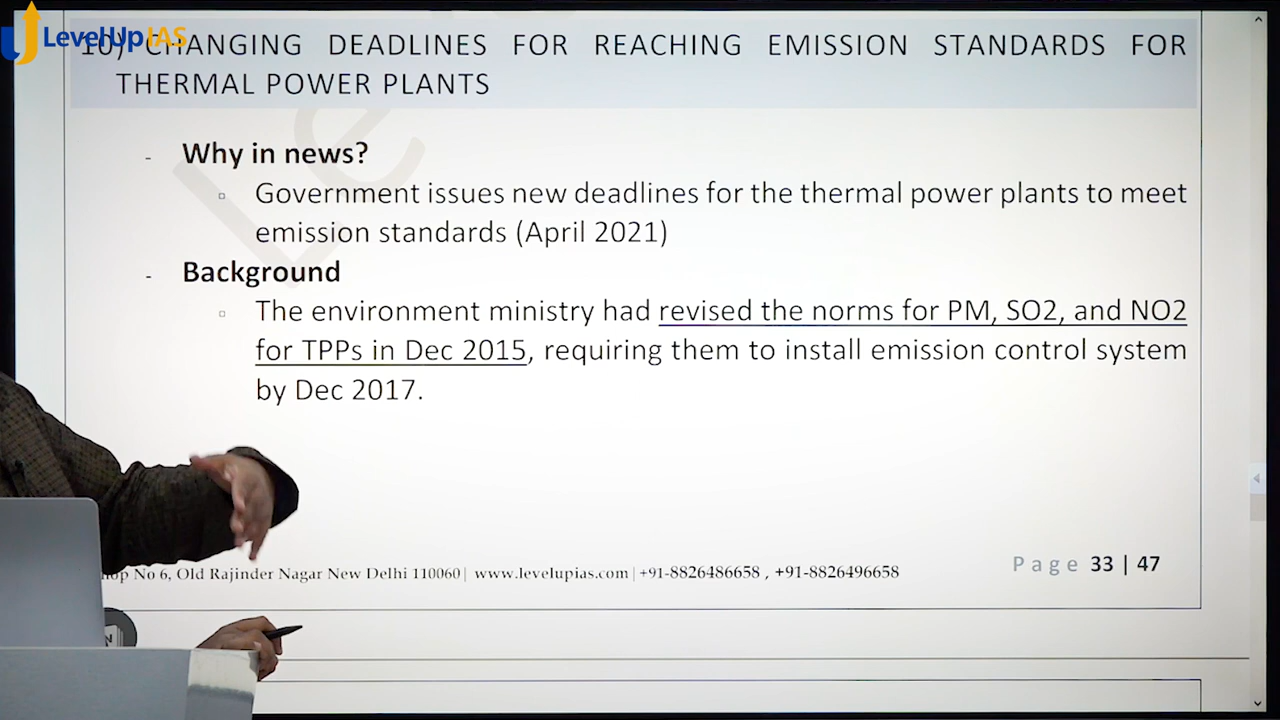 LevelUp IAS
10) CHANGING DEADLINES FOR REACHING EMISSION STANDARDS FOR
THERMAL POWER PLANTS
- Why in news?
Government issues new deadlines for the thermal power plants to meet
emission standards (April 2021)
- Background
The environment ministry had revised the norms for PM, SO2, and NO2
for TPPs in Dec 2015, requiring them to install emission control system
by Dec 2017.
No 6, Old Rajinder Nagar New Delhi 110060| www.levelupias.com | +91-8826486658 , +91-8826496658
Page 33 | 47